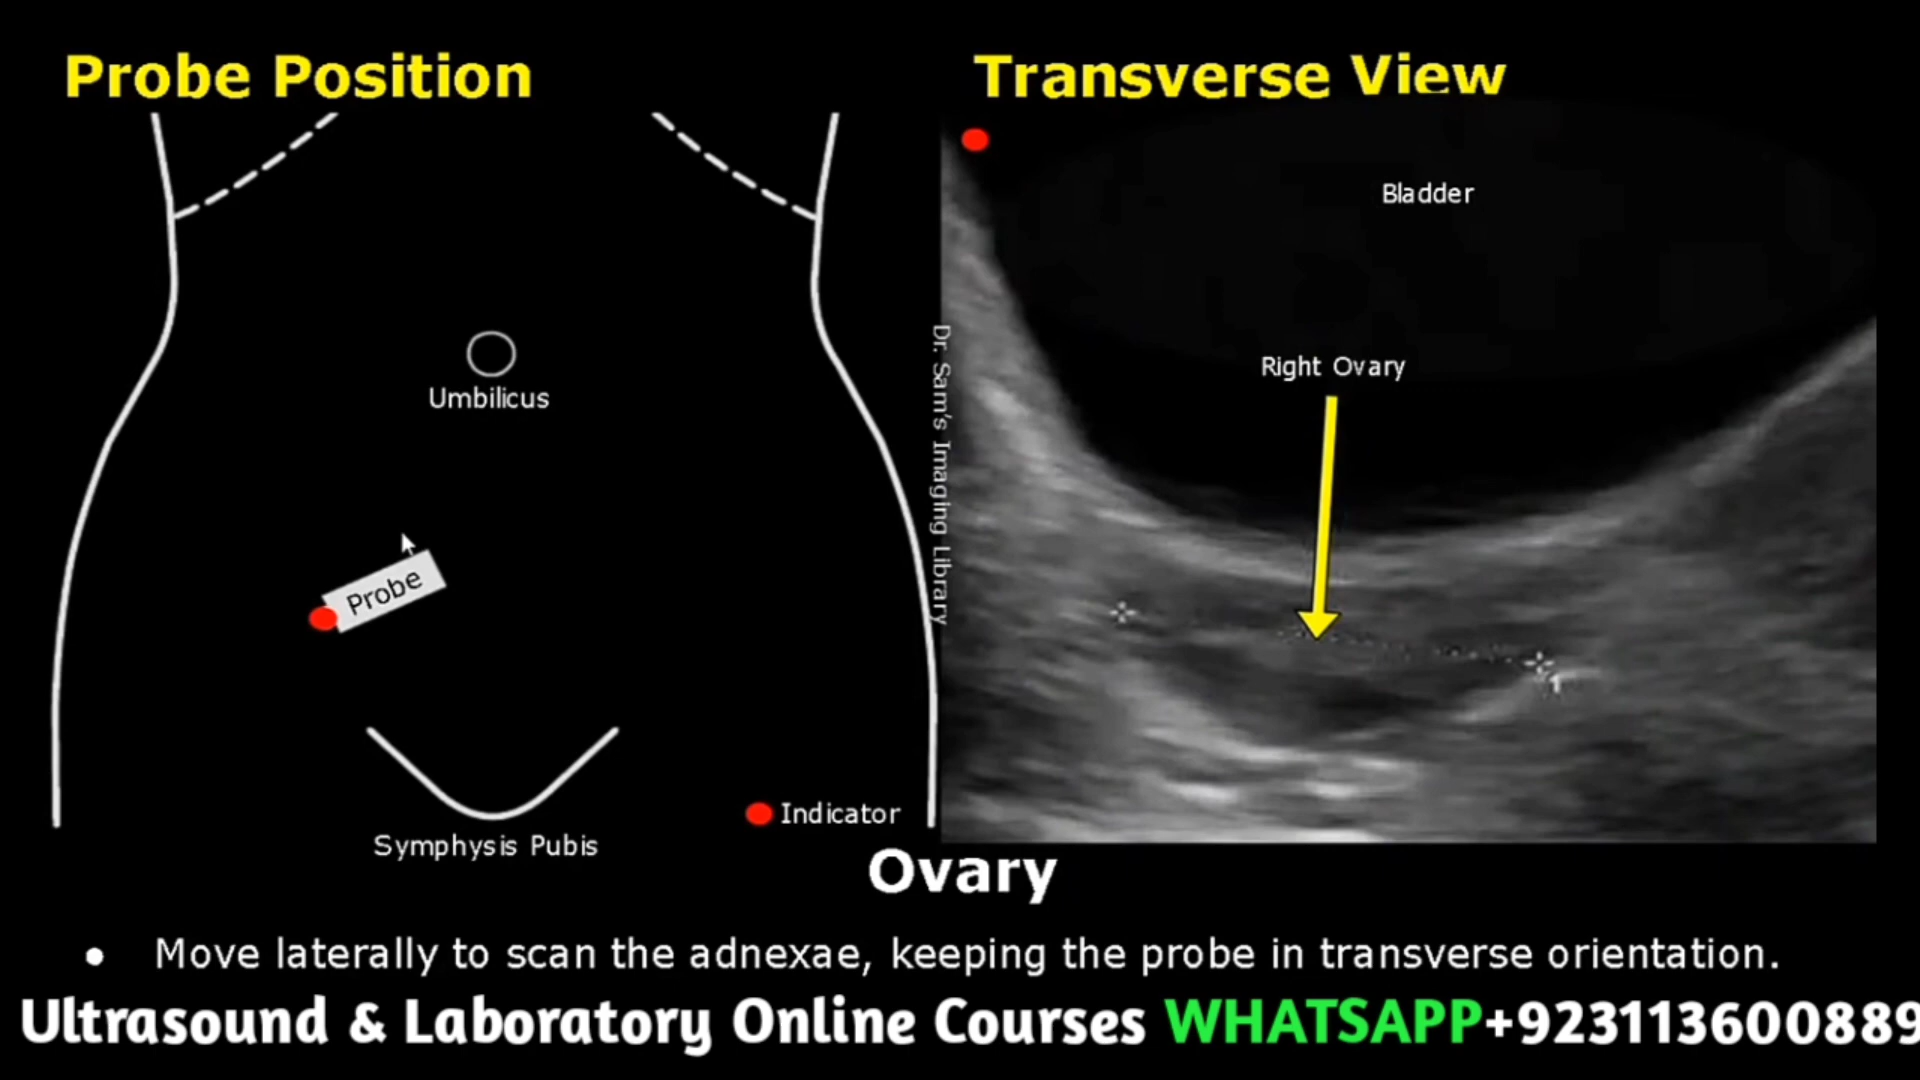 Probe Position
Transverse View
Bladder
Right Ovary
Umbilicus
Dr. Sam's Imaging Library
Probe
1
Indicator
Symphysis Pubis
Ovary
• Move laterally to scan the adnexae, keeping the probe in transverse orientation.
Ultrasound & Laboratory Online Courses WHATSAPP+923113600889